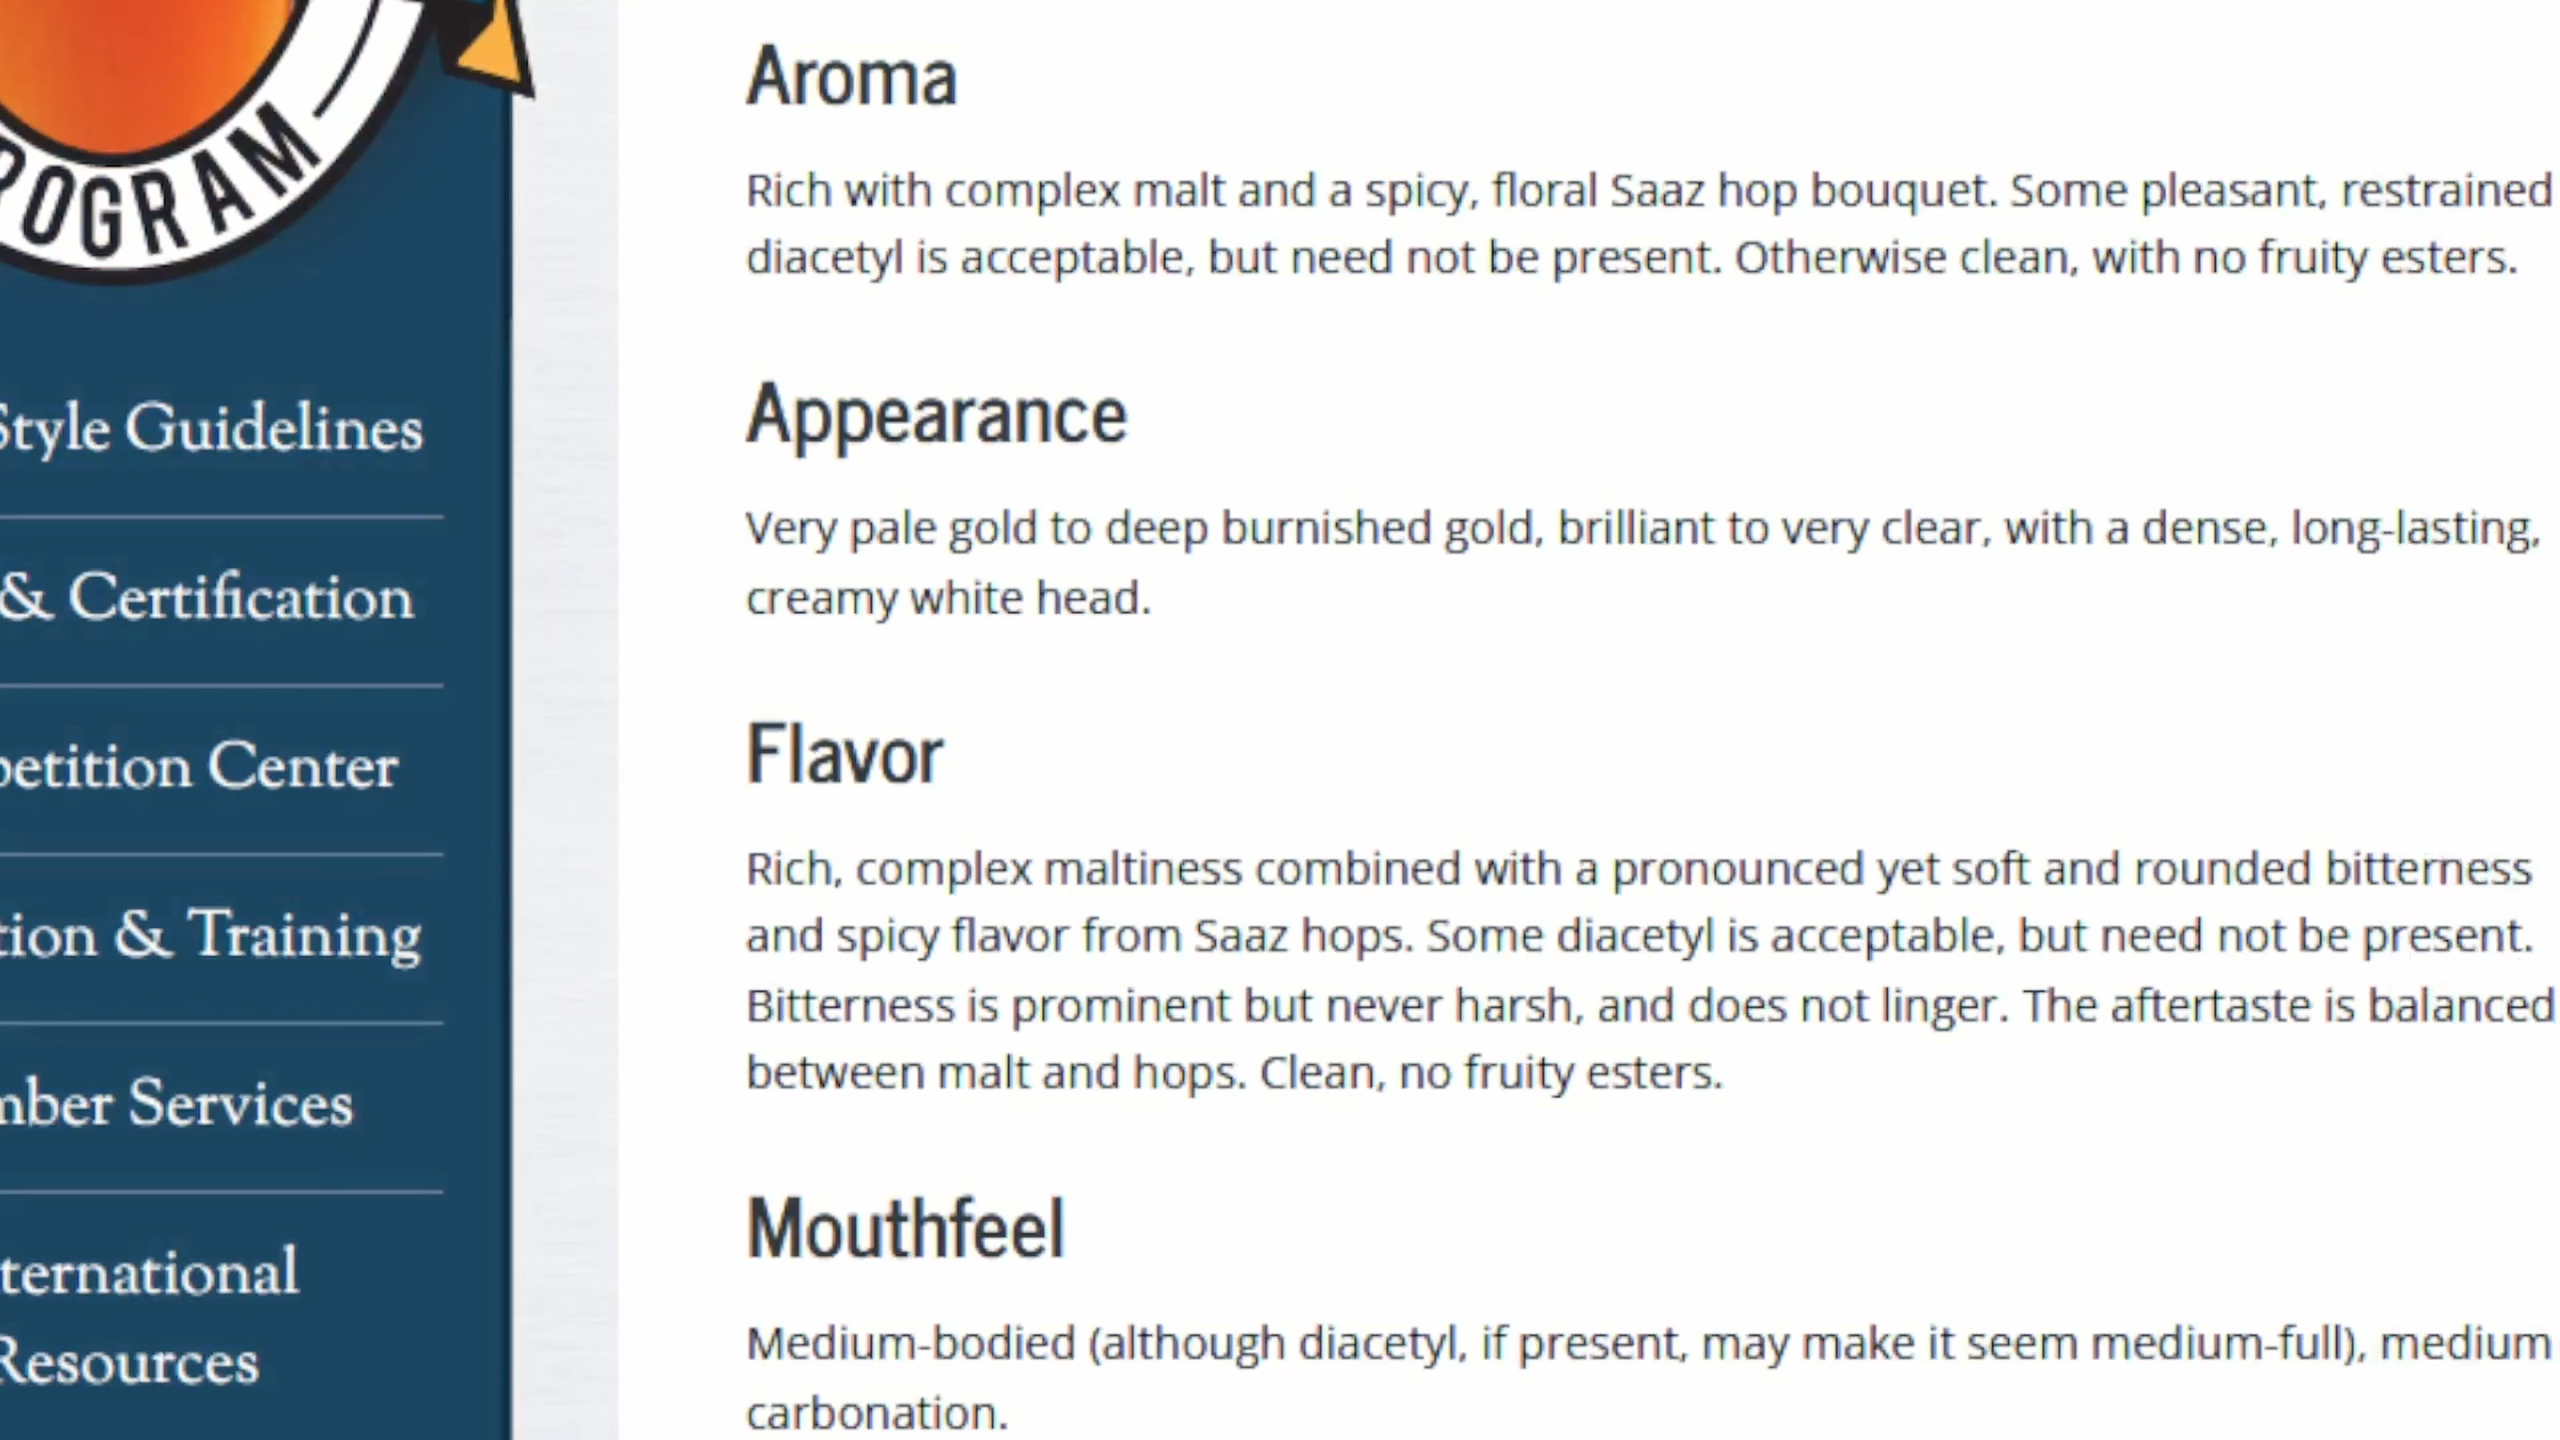 OGRAM
Style Guidelines
& Certification
Center
& Training
Services
Resources
Aroma
Rich with complex malt and a spicy, floral Saaz hop bouquet. Some pleasant, restrained
diacetyl is acceptable, but need not be present. Otherwise clean, with no fruity esters.
Appearance
Very pale gold to deep burnished gold, brilliant to very clear, with a dense, long-lasting,
creamy white head.
Flavor
Rich, complex maltiness combined with a pronounced yet soft and rounded bitterness
and spicy flavor from Saaz hops. Some diacetyl is acceptable, but need not be present.
Bitterness is prominent but never harsh, and does not linger. The aftertaste is balanced
between malt and hops. Clean, no fruity esters.
Mouthfeel
Medium-bodied (although diacetyl, if present, may make it seem medium-full), medium
carbonation.